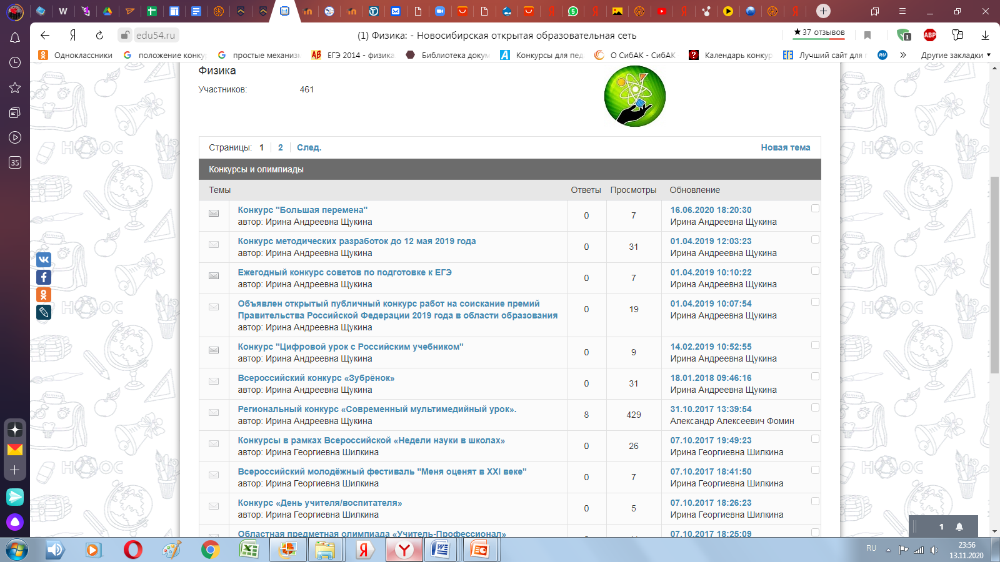 edu54.ru
(1) Физика: - Новосибирская открытая образовательная сеть
★37 отзывов
Одноклассники
положение конку
простые механиз
ЕГЭ 2014 - физика
Библиотека докум
Конкурсы для пед
О СибАК - СибАК
Календарь конкур
Лучший сайт для
»
Другие закладки
Физика
Участников: 461
Страницы: 1 2 След. Новая тема
Конкурсы и олимпиады
Темы Ответы Просмотры Обновление
Конкурс "Большая перемена" 0 7 16.06.2020 18:20:30
автор: Ирина Андреевна Щукина Ирина Андреевна Щукина
Конкурс методических разработок до 12 мая 2019 года 0 31 01.04.2019 12:03:23
автор: Ирина Андреевна Щукина Ирина Андреевна Щукина
Ежегодный конкурс советов по подготовке к ЕГЭ 0 7 01.04.2019 10:10:22
автор: Ирина Андреевна Щукина Ирина Андреевна Щукина
Объявлен открытый публичный конкурс работ на соискание премий 0 19 01.04.2019 10:07:54
Правительства Российской Федерации 2019 года в области образования Ирина Андреевна Щукина
автор: Ирина Андреевна Щукина
Конкурс "Цифровой урок с Российским учебником" 0 9 14.02.2019 10:52:55
автор: Ирина Андреевна Щукина Ирина Андреевна Щукина
Всероссийский конкурс «Зубрёнок» 0 31 18.01.2018 09:46:16
автор: Ирина Андреевна Щукина Ирина Андреевна Щукина
Региональный конкурс «Современный мультимедийный урок». 8 429 31.10.2017 13:39:54
автор: Ирина Андреевна Щукина Александр Алексеевич Фомин
Конкурсы в рамках Всероссийской «Недели науки в школах» 0 26 07.10.2017 19:49:23
автор: Ирина Георгиевна Шилкина Ирина Георгиевна Шилкина
Всероссийский молодёжный фестиваль "Меня оценят в XXI веке" 0 7 07.10.2017 18:41:50
автор: Ирина Георгиевна Шилкина Ирина Георгиевна Шилкина
Конкурс «День учителя/воспитателя» 0 5 07.10.2017 18:26:23
автор: Ирина Георгиевна Шилкина Ирина Георгиевна Шилкина
Областная предметная олимпиада «Учитель-Профессионал» 07.10.2017 18:25:09
35
1
RU
23:56
13.11.2020